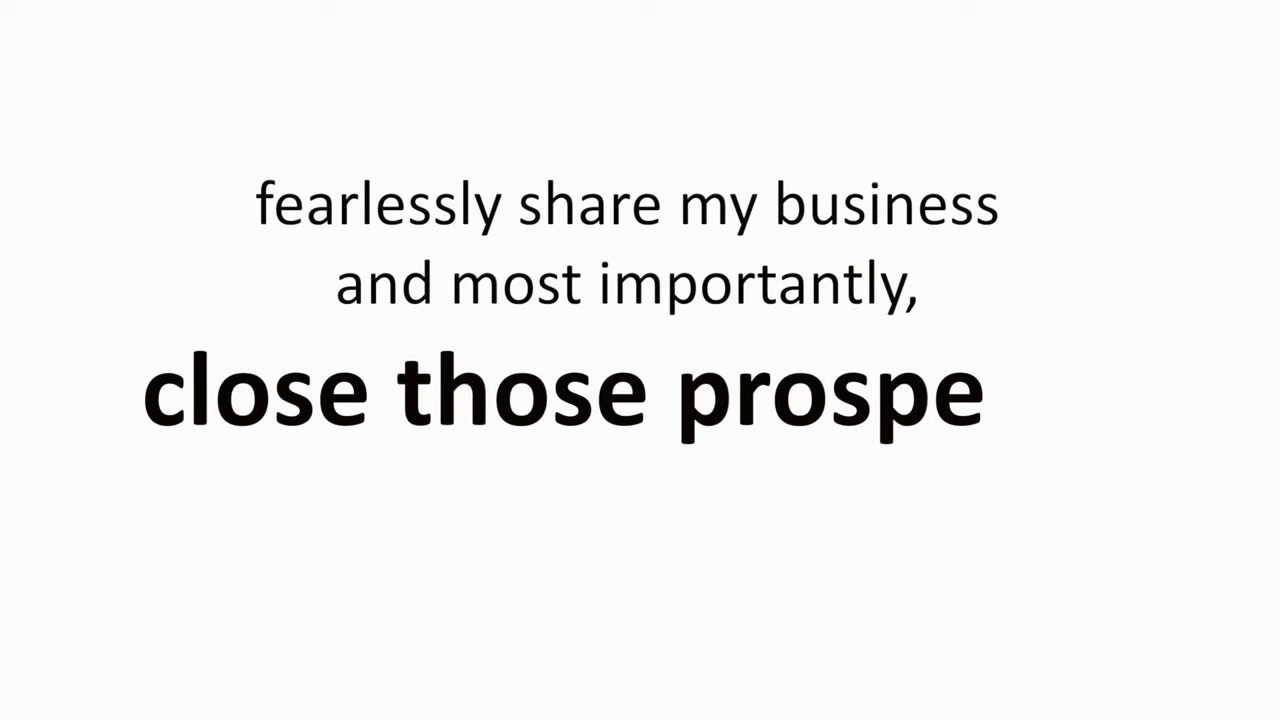 fearlessly share my business
and most importantly,
close those prospe